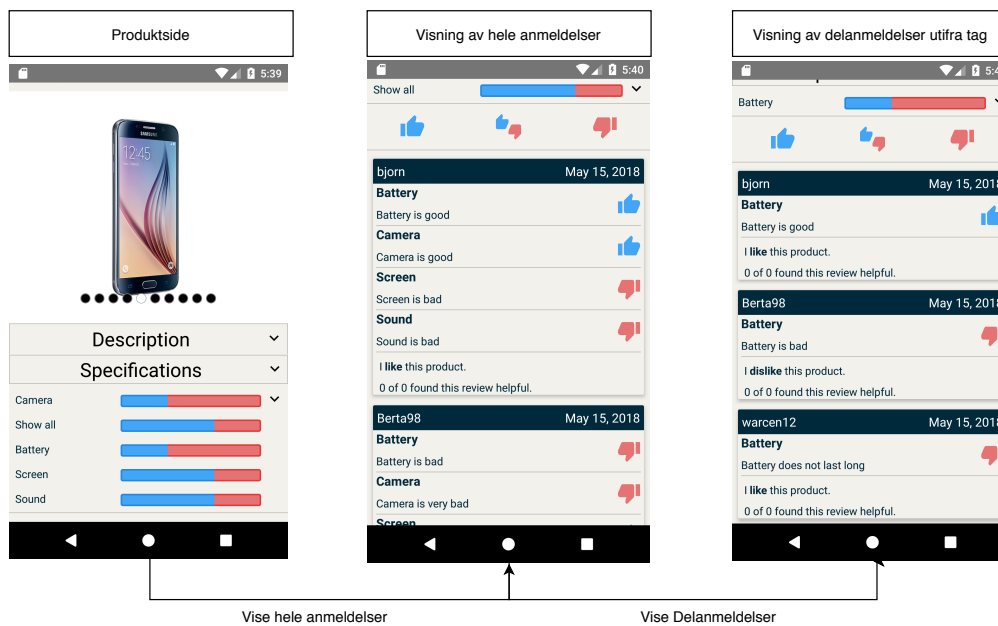 Produktside
Visning av hele anmeldelser
Visning av delanmeldelser utifra tag
5:39
SAMSUNG
12:45
Description
Specifications
Camera
Show all
Battery
Screen
Sound
5:40
Show all
bjorn May 15, 2018
Battery
Battery is good
Camera
Camera is good
Screen
Screen is bad
Sound
Sound is bad
I like this product.
0 of 0 found this review helpful.
Berta98 May 15, 2018
Battery
Battery is bad
Camera
Camera is very bad
Screen
5:4
Battery
bjorn May 15, 2018
Battery
Battery is good
I like this product.
0 of 0 found this review helpful.
Berta98 May 15, 2018
Battery
Battery is bad
I dislike this product.
0 of 0 found this review helpful.
warcen12 May 15, 2018
Battery
Battery does not last long
I like this product.
0 of 0 found this review helpful.
Vise hele anmeldelser
Vise Delanmeldelser